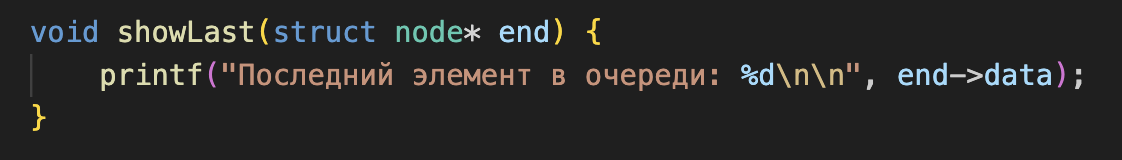 void showLast(struct node* end) {
    printf("Последний элемент в очереди: %d\n\n", end->data);
}